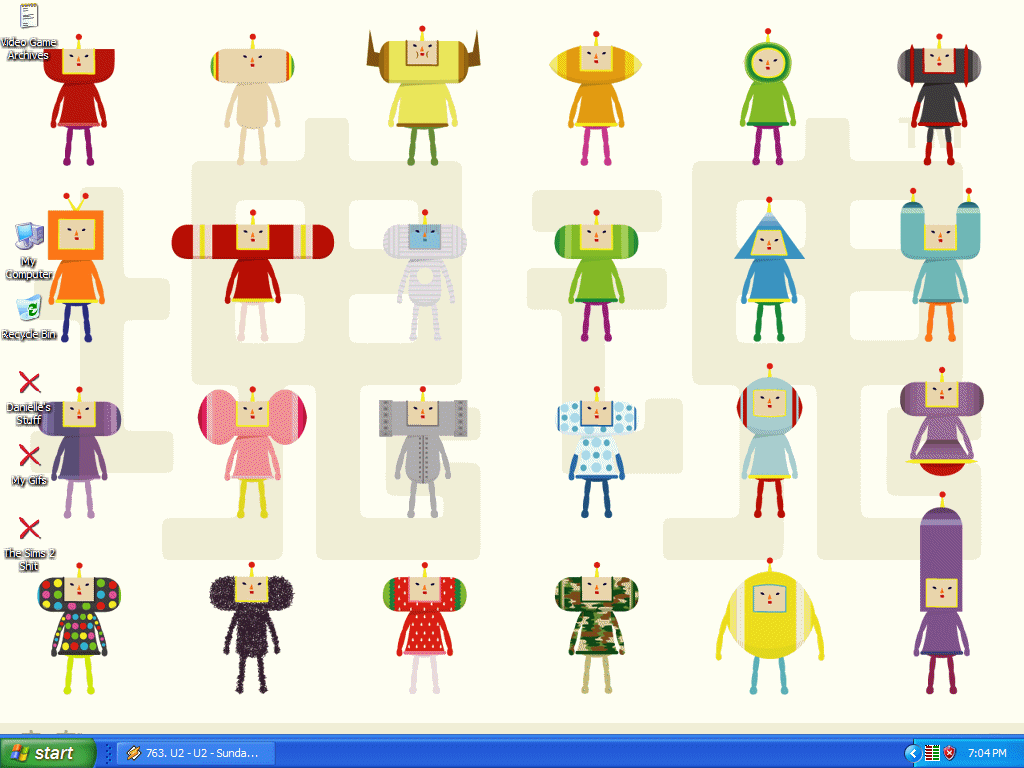 Video Game
Archives
My
Computer
Recycle Bin
Danielle's
Stuff
My Gifs
The Sims 2
Shit
start
763. U2 - U2 - Sunda...
7:04 PM